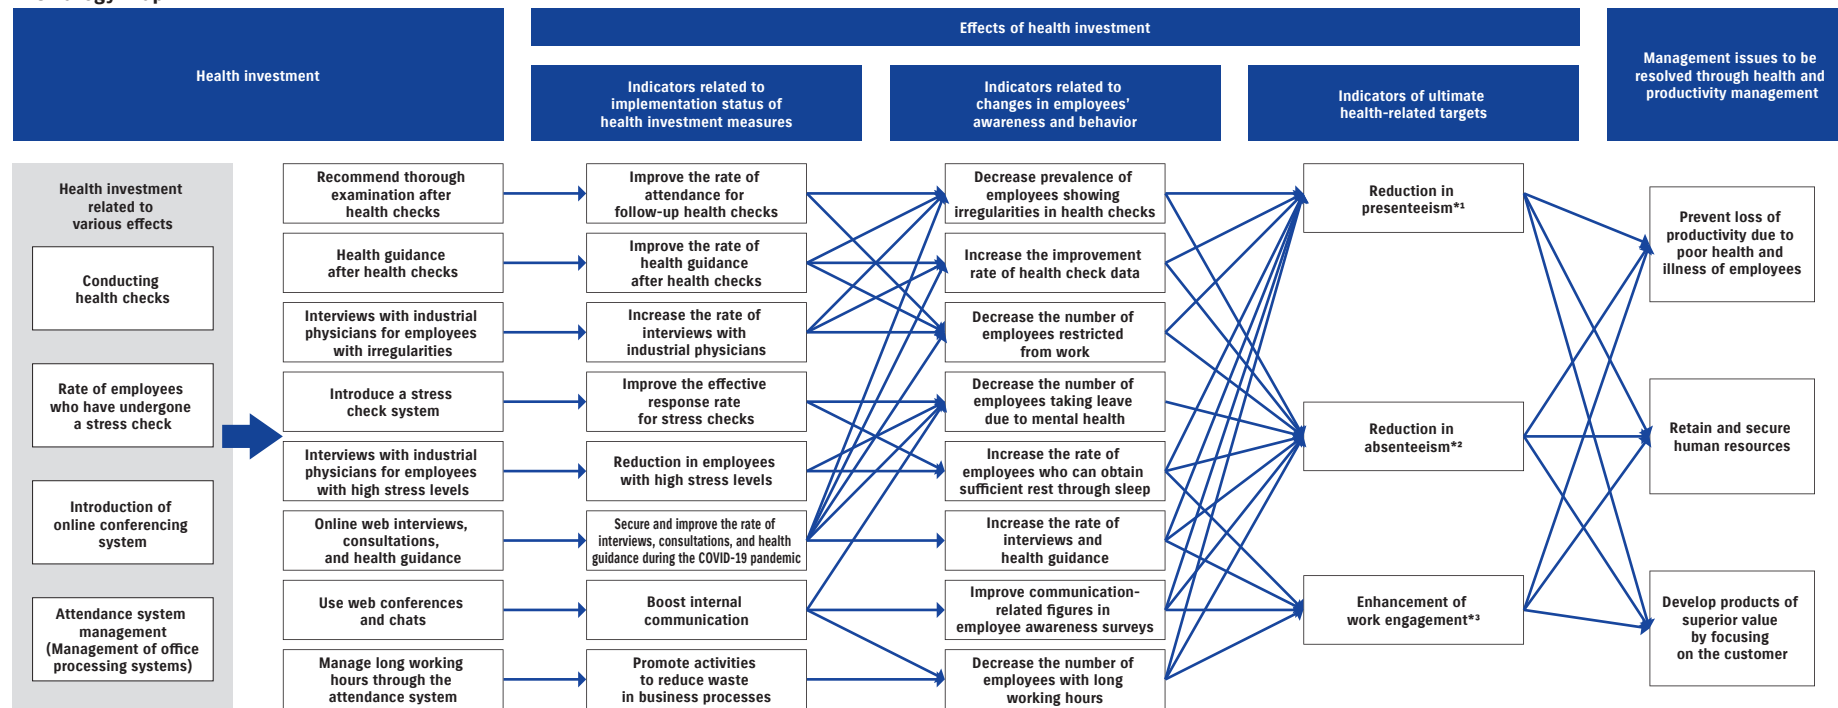 Health investment
Effects of health investment
Indicators related to
implementation status of
health investment measures
Indicators related to
changes in employees’
awareness and behavior
Indicators of ultimate
health-related targets
Management issues to be
resolved through health and
productivity management
Health investment
related to
various effects
Conducting
health checks
Rate of employees
who have undergone
a stress check
Introduction of
online conferencing
system
Attendance system
management
(Management of office
processing systems)
Recommend thorough
examination after
health checks
Health guidance
after health checks
Interviews with industrial
physicians for employees
with irregularities
Introduce a stress
check system
Interviews with industrial
physicians for employees
with high stress levels
Online web interviews,
consultations,
and health guidance
Use web conferences
and chats
Manage long working
hours through the
attendance system
Improve the rate of
attendance for
follow-up health checks
Improve the rate of
health guidance
after health checks
Increase the rate of
interviews with
industrial physicians
Improve the effective
response rate
for stress checks
Reduction in employees
with high stress levels
Secure and improve the rate of
interviews, consultations, and health
guidance during the COVID-19 pandemic
Boost internal
communication
Promote activities
to reduce waste
in business processes
Decrease prevalence of
employees showing
irregularities in health checks
Increase the improvement
rate of health check data
Decrease the number of
employees restricted
from work
Decrease the number of
employees taking leave
due to mental health
Increase the rate of
employees who can obtain
sufficient rest through sleep
Increase the rate of
interviews and
health guidance
Improve communication-
related figures in
employee awareness surveys
Decrease the number of
employees with long
working hours
Reduction in
presenteeism*1
Reduction in
absenteeism*2
Enhancement of
work engagement*3
Prevent loss of
productivity due to
poor health and
illness of employees
Retain and secure
human resources
Develop products of
superior value
by focusing
on the customer